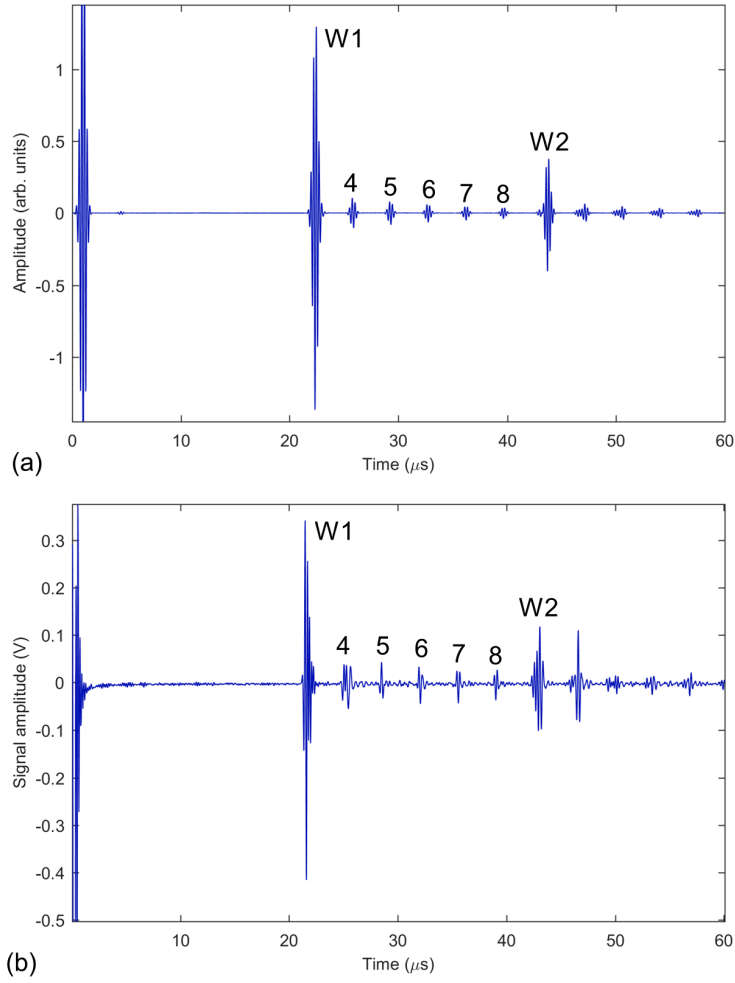 W1
1
W2
0.5
4 5 6 7 8
0
-0.5
-1
Amplitude (arb. units)
0 10 20 30 40 50 60
Time (μs)
(a)
W1
0.3
0.2
W2
0.1
4 5 6 7 8
0
-0.1
-0.2
-0.3
-0.4
-0.5
Signal amplitude (V)
10 20 30 40 50 60
Time (μs)
(b)